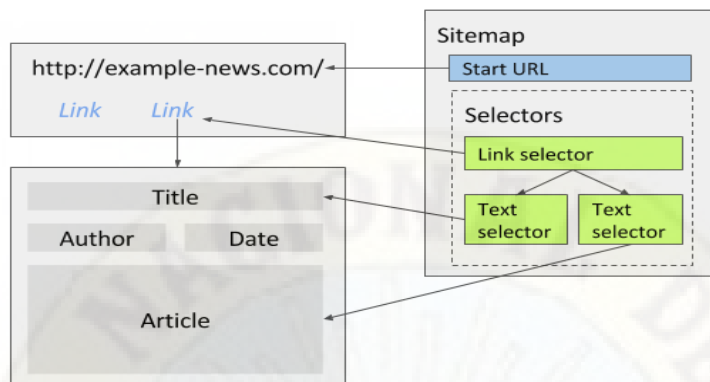 Sitemap
http://example-news.com/
Start URL
Link Link
Selectors
Link selector
Title
Text
selector
Text
selector
Author Date
Article
NACIONAL D